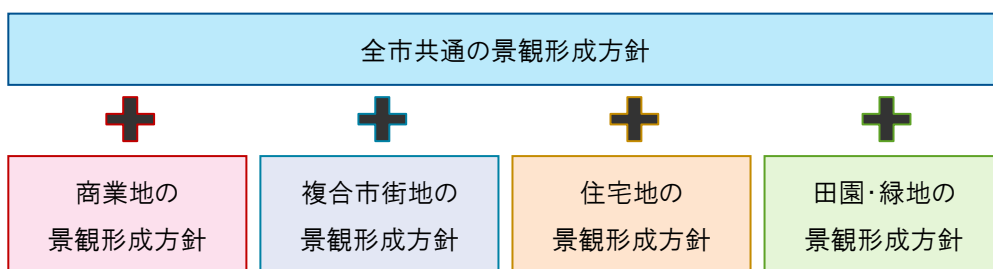 全市共通の景観形成方針
商業地の
景観形成方針
複合市街地の
景観形成方針
住宅地の
景観形成方針
田園・緑地の
景観形成方針